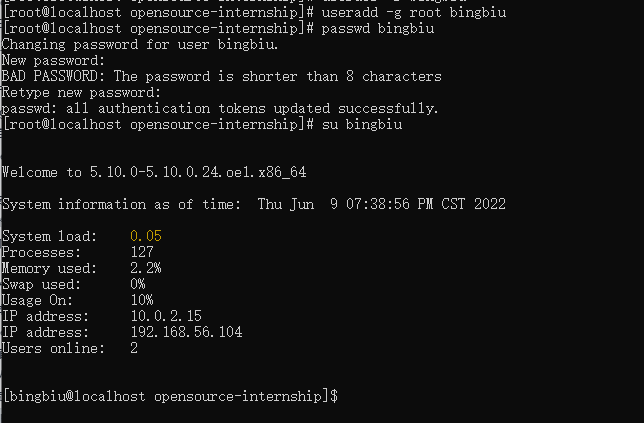 [root@localhost opensource-internship]# useradd -g root bingbiu
[root@localhost opensource-internship]# passwd bingbiu
Changing password for user bingbiu.
New password:
BAD PASSWORD: The password is shorter than 8 characters
Retype new password:
passwd: all authentication tokens updated successfully.
[root@localhost opensource-internship]# su bingbiu
Welcome to 5.10.0-5.10.0.24.oe1.x86_64
System information as of time:  Thu Jun  9 07:38:56 PM CST 2022
System load:    0.05
Processes:      127
Memory used:    2.2%
Swap used:      0%
Usage On:       10%
IP address:     10.0.2.15
IP address:     192.168.56.104
Users online:   2
[bingbiu@localhost opensource-internship]$